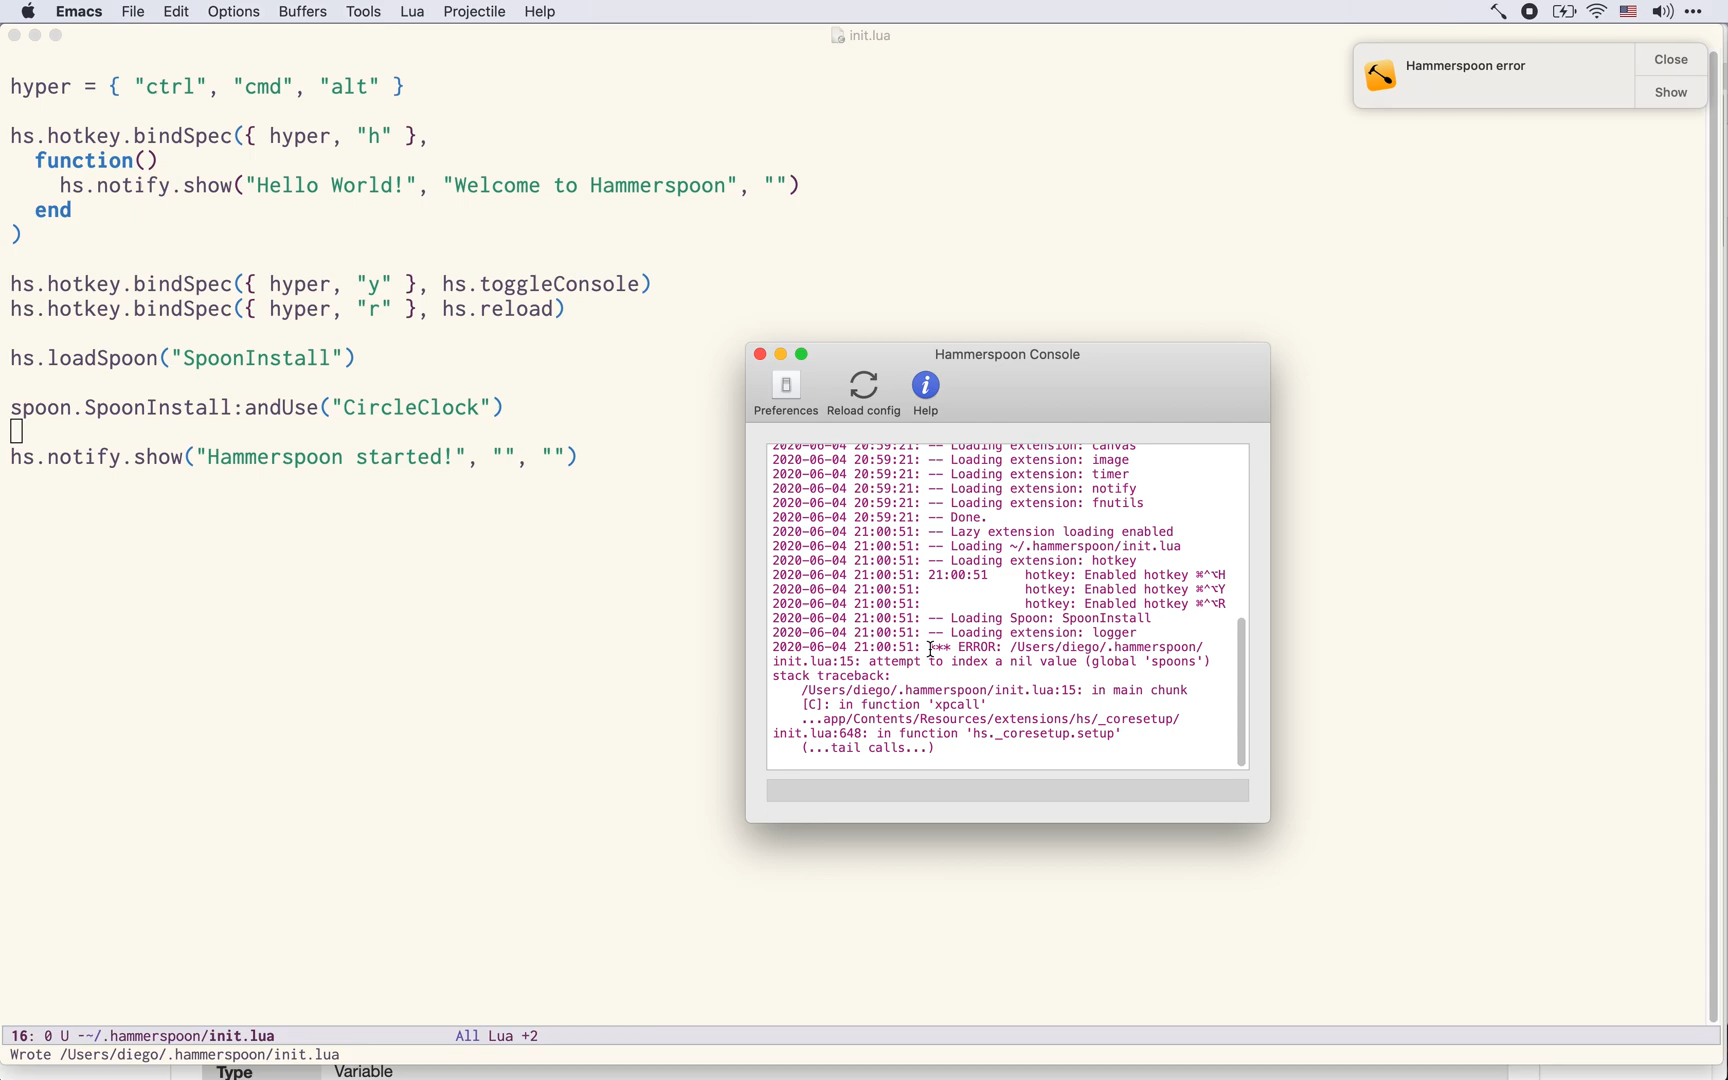 Emacs File Edit Options Buffers Tools Lua Projectile Help
init.lua
Hammerspoon error
Close
Show
hyper = { "ctrl", "cmd", "alt" }
hs.hotkey.bindSpec({ hyper, "h" },
function()
hs.notify.show("Hello World!", "Welcome to Hammerspoon", "")
end
)
hs.hotkey.bindSpec({ hyper, "y" }, hs.toggleConsole)
hs.hotkey.bindSpec({ hyper, "r" }, hs.reload)
hs.loadSpoon("SpoonInstall")
spoon.SpoonInstall:andUse("CircleClock")
hs.notify.show("Hammerspoon started!", "", "")
Hammerspoon Console
Preferences Reload config Help
2020-06-04 20:59:21: -- Loading extension: canvas
2020-06-04 20:59:21: -- Loading extension: image
2020-06-04 20:59:21: -- Loading extension: timer
2020-06-04 20:59:21: -- Loading extension: notify
2020-06-04 20:59:21: -- Loading extension: fnutils
2020-06-04 20:59:21: -- Done.
2020-06-04 21:00:51: -- Lazy extension loading enabled
2020-06-04 21:00:51: -- Loading ~/.hammerspoon/init.lua
2020-06-04 21:00:51: -- Loading extension: hotkey
2020-06-04 21:00:51: 21:00:51 hotkey: Enabled hotkey ⌘^⌥H
2020-06-04 21:00:51: hotkey: Enabled hotkey ⌘^⌥Y
2020-06-04 21:00:51: hotkey: Enabled hotkey ⌘^⌥R
2020-06-04 21:00:51: -- Loading Spoon: SpoonInstall
2020-06-04 21:00:51: -- Loading extension: logger
2020-06-04 21:00:51: *** ERROR: /Users/diego/.hammerspoon/
init.lua:15: attempt to index a nil value (global 'spoons')
stack traceback:
/Users/diego/.hammerspoon/init.lua:15: in main chunk
[C]: in function 'xpcall'
...app/Contents/Resources/extensions/hs/_coresetup/
init.lua:648: in function 'hs._coresetup.setup'
(...tail calls...)
16: 0 U --~/.hammerspoon/init.lua All Lua +2
Wrote /Users/diego/.hammerspoon/init.lua
Type Variable